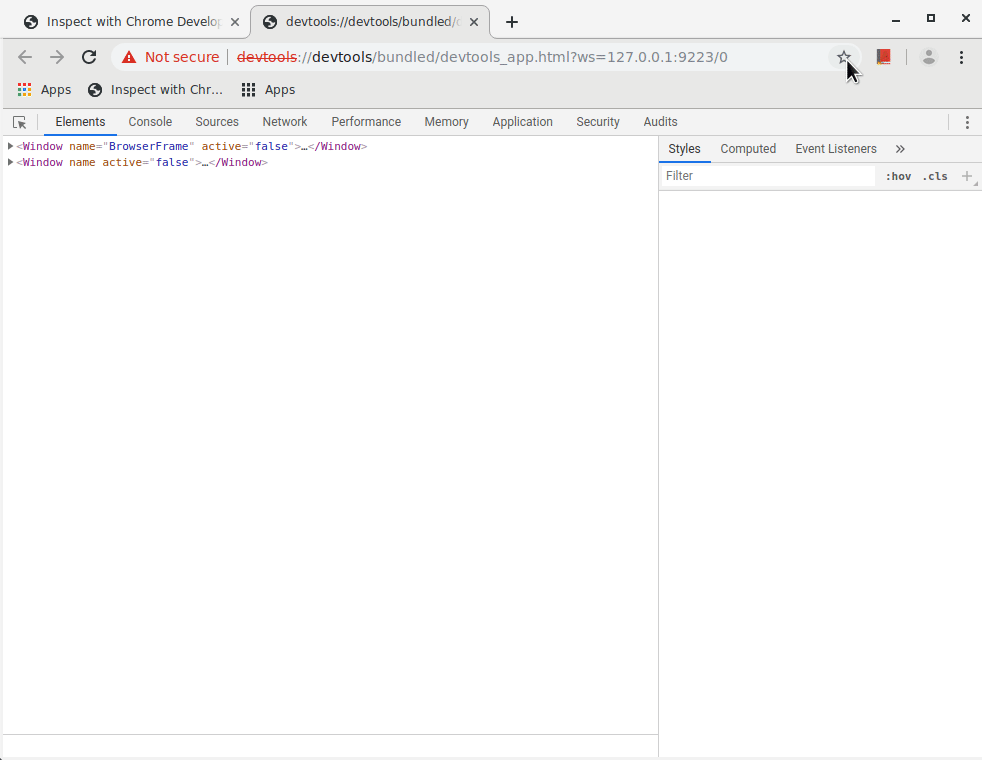 Inspect with Chrome Develop
devtools://devtools/bundled/
Not secure
devtools://devtools/bundled/devtools_app.html?ws=127.0.0.1:9223/0
Apps
Inspect with Chr...
Apps
Elements Console Sources Network Performance Memory Application Security Audits
<Window name="BrowserFrame" active="false">…</Window>
<Window name active="false">…</Window>
Styles Computed Event Listeners »
Filter
:hov .cls +